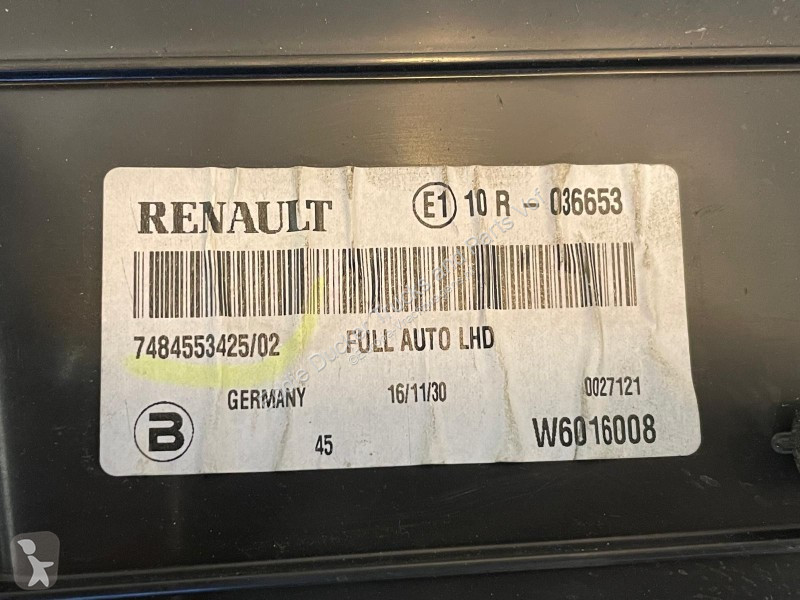 RENAULT
E1 10 R - 036653
7484553425/02 FULL AUTO LHD
GERMANY 16/11/30 0027121
B 45 W6016008